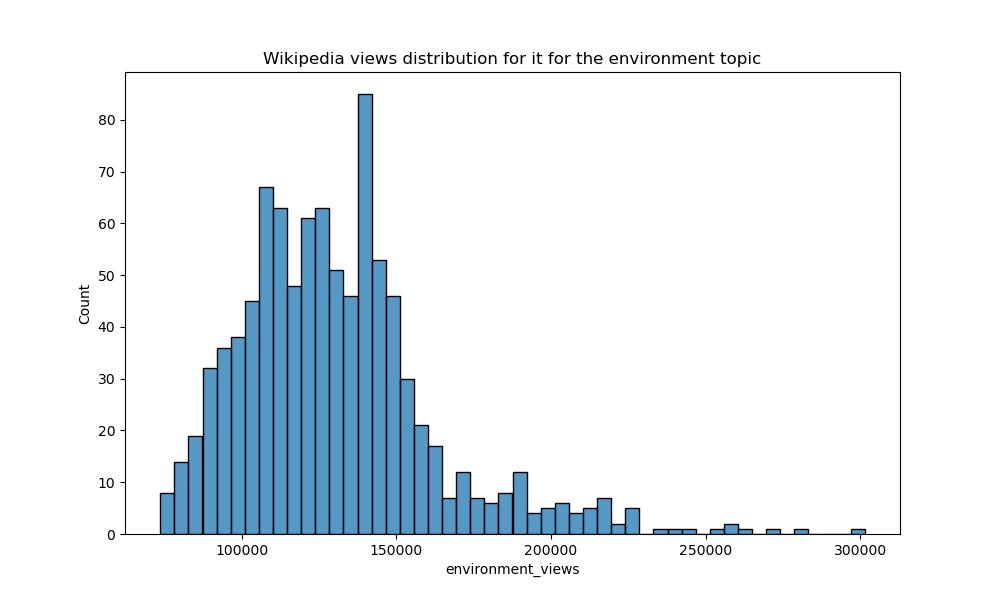 Wikipedia views distribution for it for the environment topic
80
70
60
50
40
30
20
10
0
Count
100000 150000 200000 250000 300000
environment_views